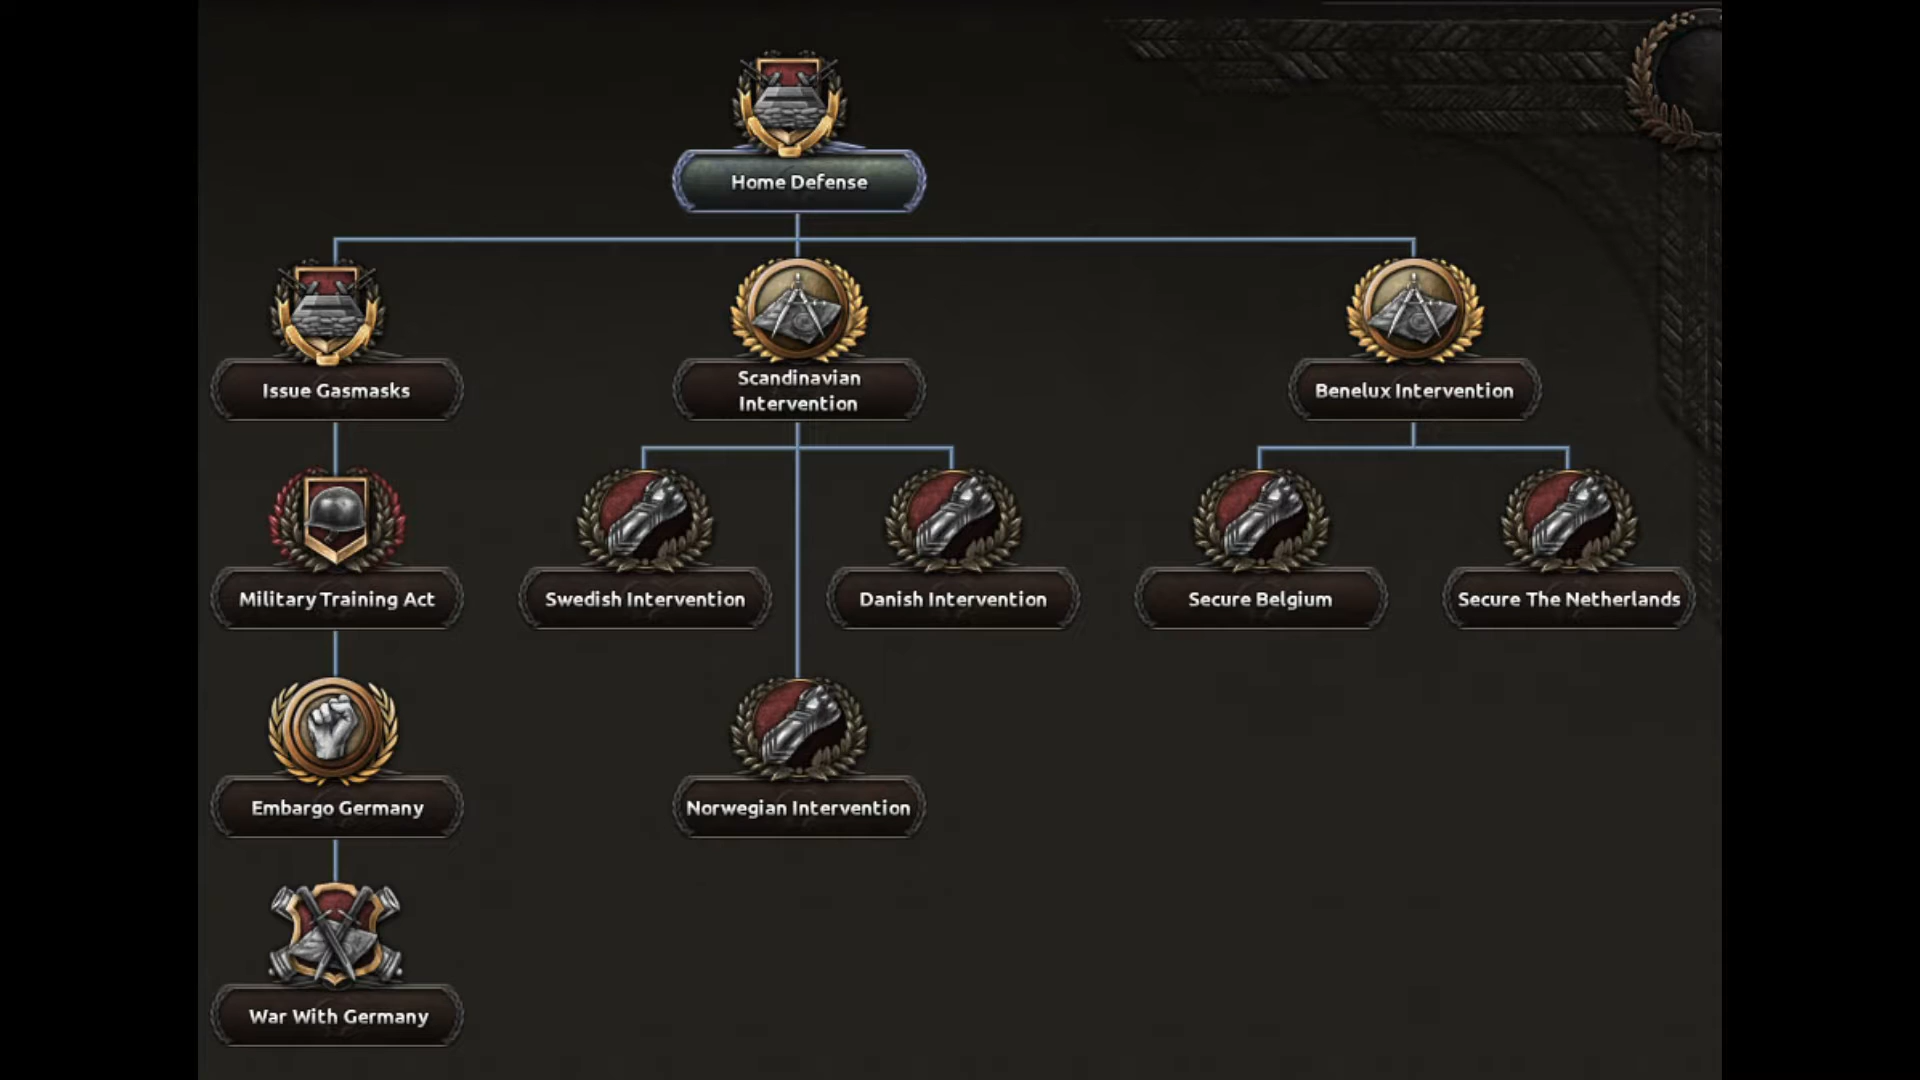 Home Defense
Issue Gasmasks
Scandinavian
Intervention
Benelux Intervention
Military Training Act
Swedish Intervention
Danish Intervention
Secure Belgium
Secure The Netherlands
Embargo Germany
Norwegian Intervention
War With Germany